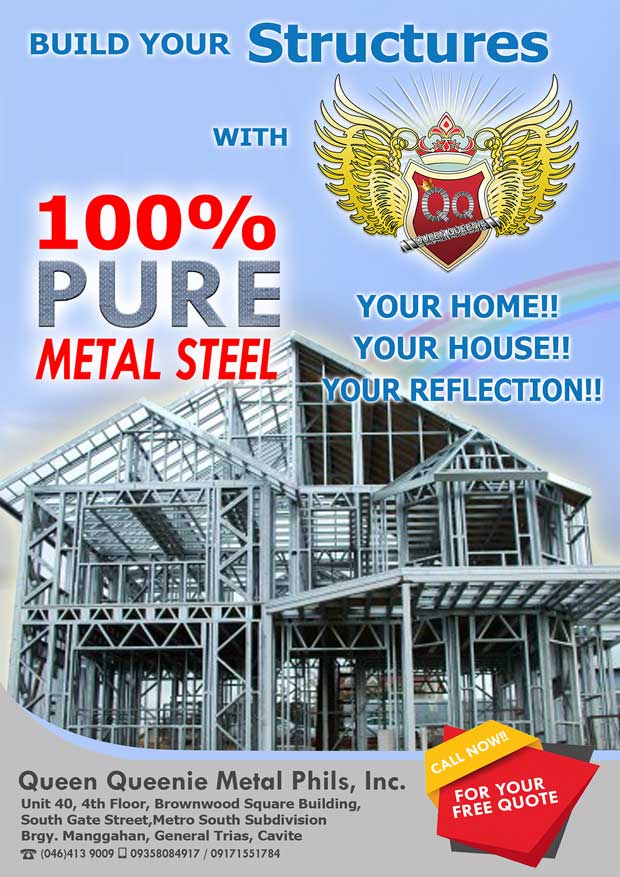 BUILD YOUR Structures
WITH
QQ
QUEEN QUEENIE
100%
PURE
METAL STEEL
YOUR HOME!!
YOUR HOUSE!!
YOUR REFLECTION!!
Queen Queenie Metal Phils, Inc.
Unit 40, 4th Floor, Brownwood Square Building,
South Gate Street,Metro South Subdivision
Brgy. Manggahan, General Trias, Cavite
(046)413 9009 09358084917 / 09171551784
CALL NOW!!
FOR YOUR
FREE QUOTE